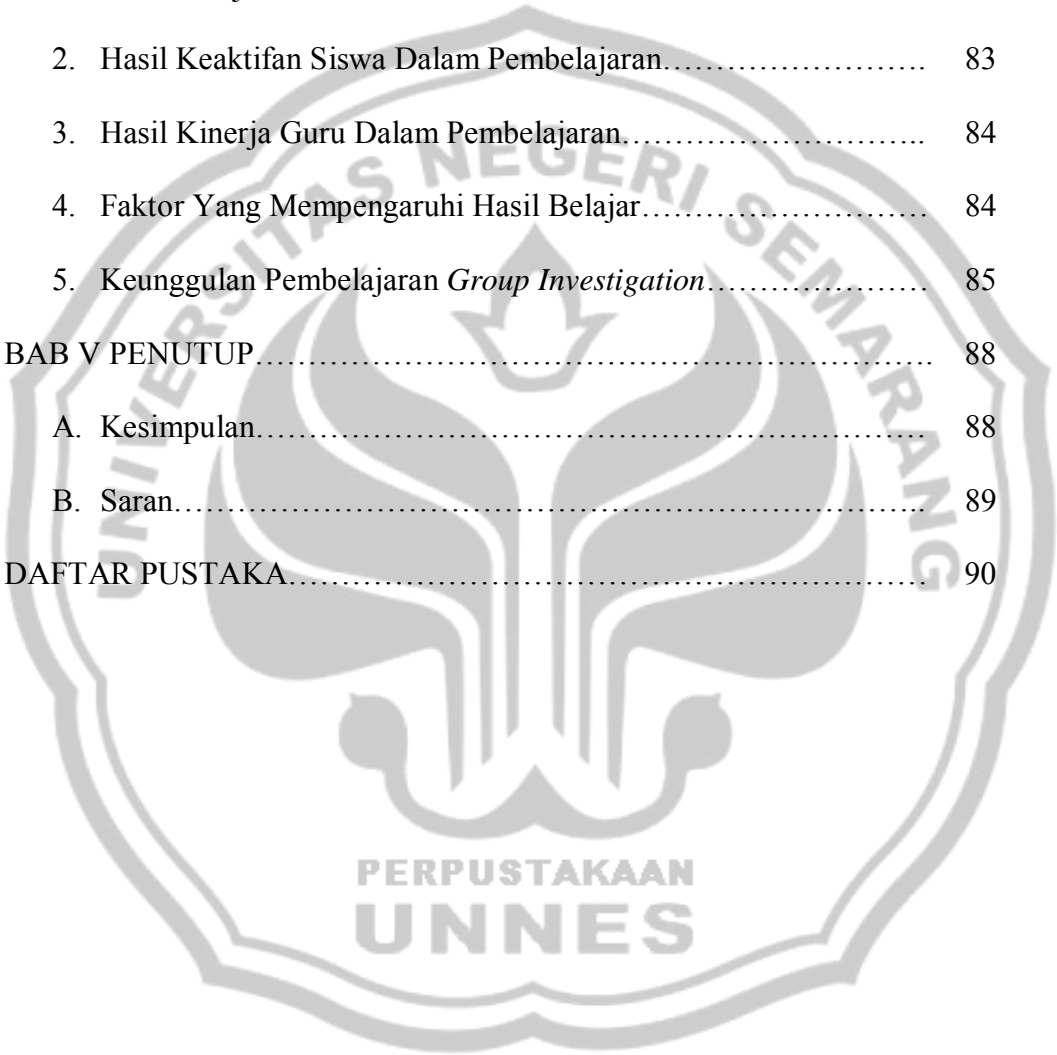 2. Hasil Keaktifan Siswa Dalam Pembelajaran……………………. 83
3. Hasil Kinerja Guru Dalam Pembelajaran……………………….. 84
4. Faktor Yang Mempengaruhi Hasil Belajar……………………… 84
5. Keunggulan Pembelajaran Group Investigation………………… 85
BAB V PENUTUP……………………………………………………. 88
A. Kesimpulan……………………………………………………… 88
B. Saran…………………………………………………………….. 89
DAFTAR PUSTAKA………………………………………………… 90
UNIVERSITAS NEGERI SEMARANG
PERPUSTAKAAN
UNNES